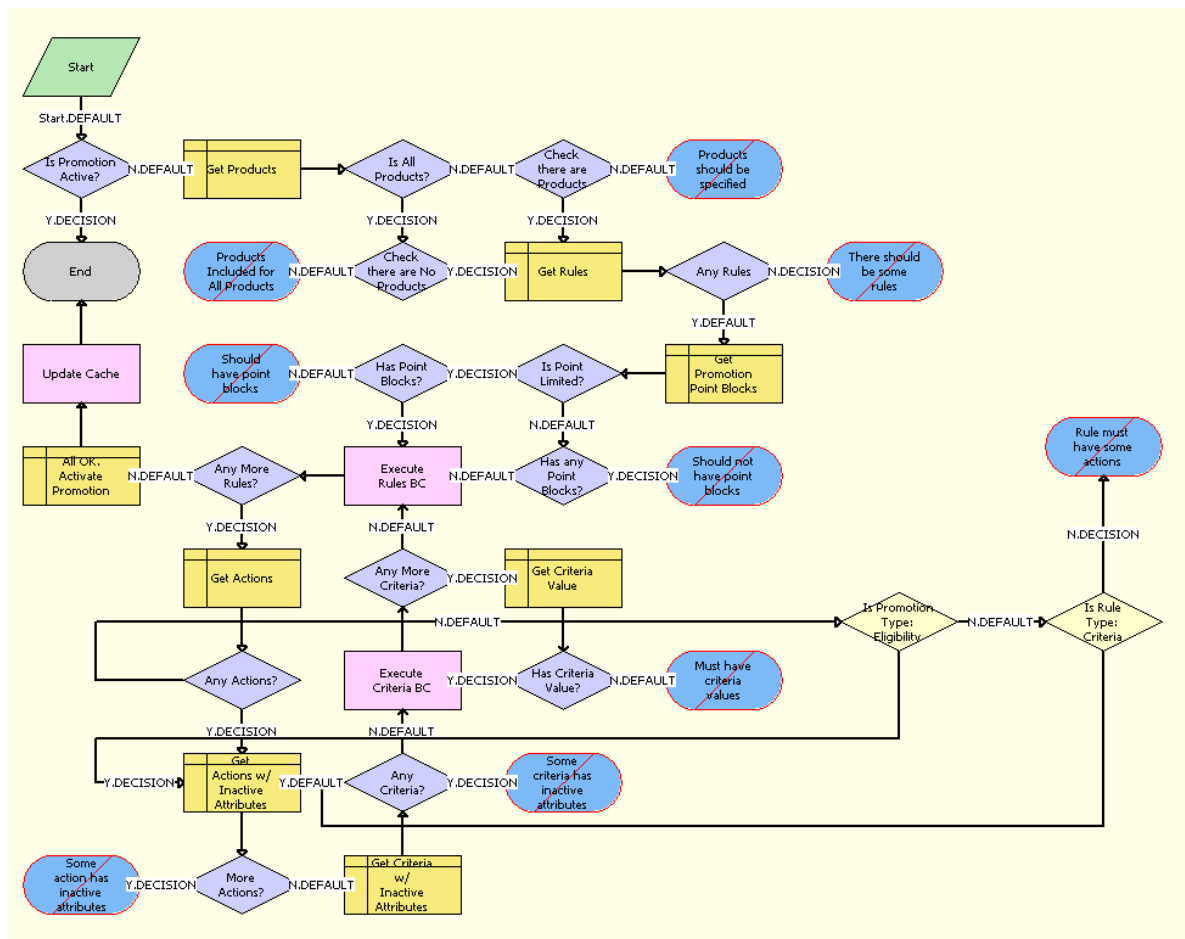 Start
Start.DEFAULT
Is Promotion
Active?
N.DEFAULT
Get Products
Is All
Products?
N.DEFAULT
Check
there are
Products
N.DEFAULT
Products
should be
specified
Y.DECISION
Y.DECISION
Y.DECISION
End
Products
Included for
All Products
N.DEFAULT
Check
there are No
Products
Y.DECISION
Get Rules
Any Rules
N.DECISION
There should
be some
rules
Y.DEFAULT
Update Cache
Should
have point
blocks
N.DEFAULT
Has Point
Blocks?
Y.DECISION
Is Point
Limited?
Get
Promotion
Point Blocks
Y.DECISION
N.DEFAULT
Rule must
have some
actions
All OK.
Activate
Promotion
N.DEFAULT
Any More
Rules?
Execute
Rules BC
N.DEFAULT
Has any
Point
Blocks?
Y.DECISION
Should not
have point
blocks
Y.DECISION
N.DEFAULT
N.DECISION
Get Actions
Any More
Criteria?
Y.DECISION
Get Criteria
Value
N.DEFAULT
Is Promotion
Type:
Eligibility
N.DEFAULT
Is Rule
Type:
Criteria
Any Actions?
Execute
Criteria BC
Y.DECISION
Has Criteria
Value?
N.DEFAULT
Must have
criteria
values
Y.DECISION
N.DEFAULT
Y.DECISION
Get
Actions w/
Inactive
Attributes
Y.DEFAULT
Any
Criteria?
Y.DECISION
Some
criteria has
inactive
attributes
Some
action has
inactive
attributes
Y.DECISION
More
Actions?
N.DEFAULT
Get Criteria
w/
Inactive
Attributes